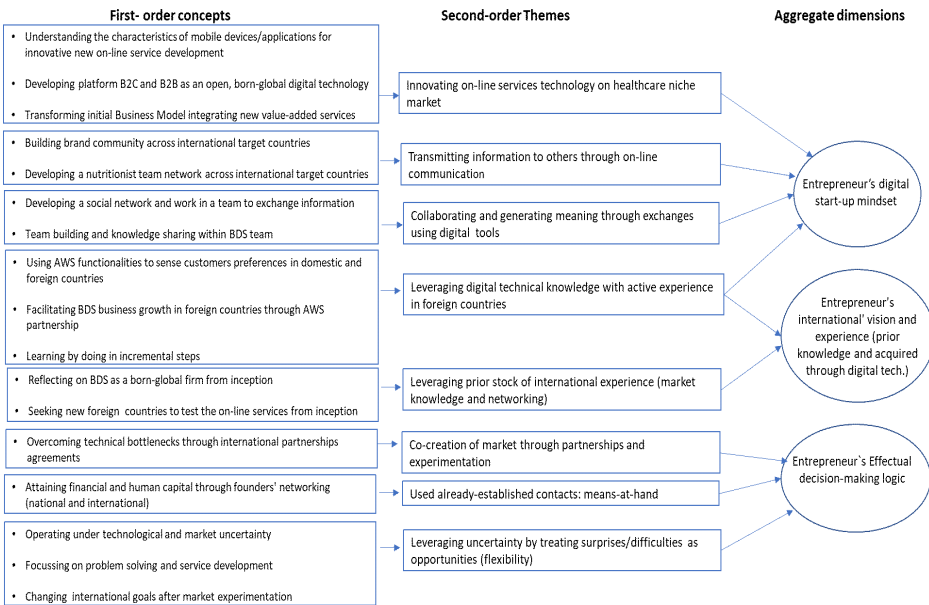 First- order concepts
Second-order Themes
Aggregate dimensions
• Understanding the characteristics of mobile devices/applications for
innovative new on-line service development
• Developing platform B2C and B2B as an open, born-global digital technology
• Transforming initial Business Model integrating new value-added services
• Building brand community across international target countries
• Developing a nutritionist team network across international target countries
• Developing a social network and work in a team to exchange information
• Team building and knowledge sharing within BDS team
• Using AWS functionalities to sense customers preferences in domestic and
foreign countries
• Facilitating BDS business growth in foreign countries through AWS
partnership
• Learning by doing in incremental steps
• Reflecting on BDS as a born-global firm from inception
• Seeking new foreign countries to test the on-line services from inception
• Overcoming technical bottlenecks through international partnerships
agreements
• Attaining financial and human capital through founders' networking
(national and international)
• Operating under technological and market uncertainty
• Focussing on problem solving and service development
• Changing international goals after market experimentation
Innovating on-line services technology on healthcare niche
market
Transmitting information to others through on-line
communication
Collaborating and generating meaning through exchanges
using digital tools
Leveraging digital technical knowledge with active experience
in foreign countries
Leveraging prior stock of international experience (market
knowledge and networking)
Co-creation of market through partnerships and
experimentation
Used already-established contacts: means-at-hand
Leveraging uncertainty by treating surprises/difficulties as
opportunities (flexibility)
Entrepreneur's digital
start-up mindset
Entrepreneur's
international' vision and
experience (prior
knowledge and acquired
through digital tech.)
Entrepreneur`s Effectual
decision-making logic